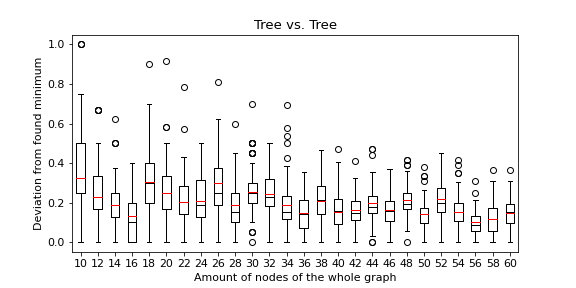 Tree vs. Tree
Deviation from found minimum
1.0
0.8
0.6
0.4
0.2
0.0
10 12 14 16 18 20 22 24 26 28 30 32 34 36 38 40 42 44 46 48 50 52 54 56 58 60
Amount of nodes of the whole graph